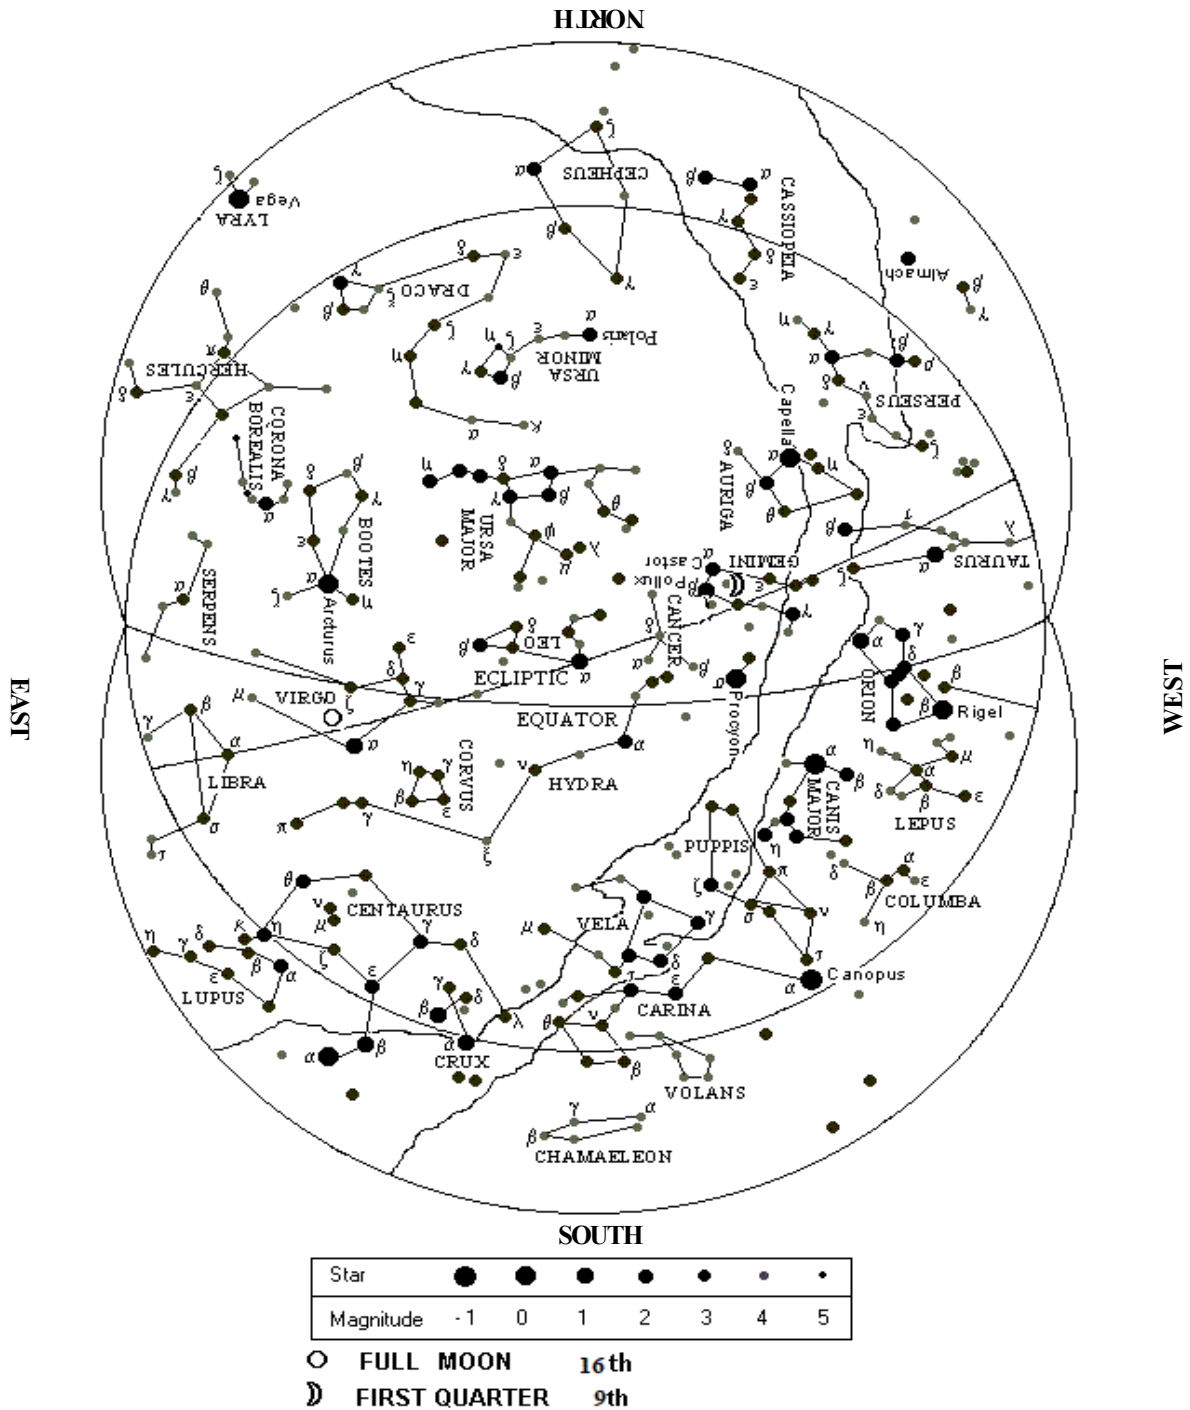 NORTH
ζ
α
CEPHEUS
β
γ
β
α
CASSIOPEIA
γ
δ
ε
ζ
Vega
LYRA
Almach
β
γ
δ
ε
γ
DRACO
ξ
β
ζ
η
α
κ
θ
π
HERCULES
δ
ε
β
γ
α
Polaris
ε
ζ
η
URSA
MINOR
γ
β
η
γ
α
β
ρ
δ
ν
PERSEUS
ε
ζ
Capella
α
η
δ
β
AURIGA
θ
CORONA
BOREALIS
α
δ
β
γ
BOOTES
ε
α
ζ
η
Arcturus
η
δ
α
γ
β
URSA
MAJOR
θ
ψ
λ
μ
SERPENS
α
α
Castor
β
Pollux
GEMINI
ε
ζ
γ
β
τ
λ
TAURUS
α
ζ
CANCER
δ
α
β
δ
LEO
β
α
ECLIPTIC
EQUATOR
ε
δ
γ
VIRGO
ζ
μ
α
α
Procyon
α
γ
δ
ORION
β
β
Rigel
EAST
WEST
γ
β
α
LIBRA
σ
τ
CORVUS
η
γ
β
ε
α
ν
HYDRA
π
γ
ξ
α
β
CANIS
MAJOR
η
η
μ
α
δ
β
ε
LEPUS
PUPPIS
π
ζ
σ
ν
τ
δ
α
β
ε
COLUMBA
η
θ
ν
CENTAURUS
μ
κ
η
ζ
γ
δ
ε
η
γ
δ
β
α
ε
LUPUS
VELA
μ
γ
δ
τ
ε
CARINA
α
Canopus
γ
δ
β
α
CRUX
λ
α
β
θ
ν
β
VOLANS
γ
α
β
CHAMAELEON
SOUTH
Star
Magnitude -1 0 1 2 3 4 5
FULL MOON 16th
FIRST QUARTER 9th